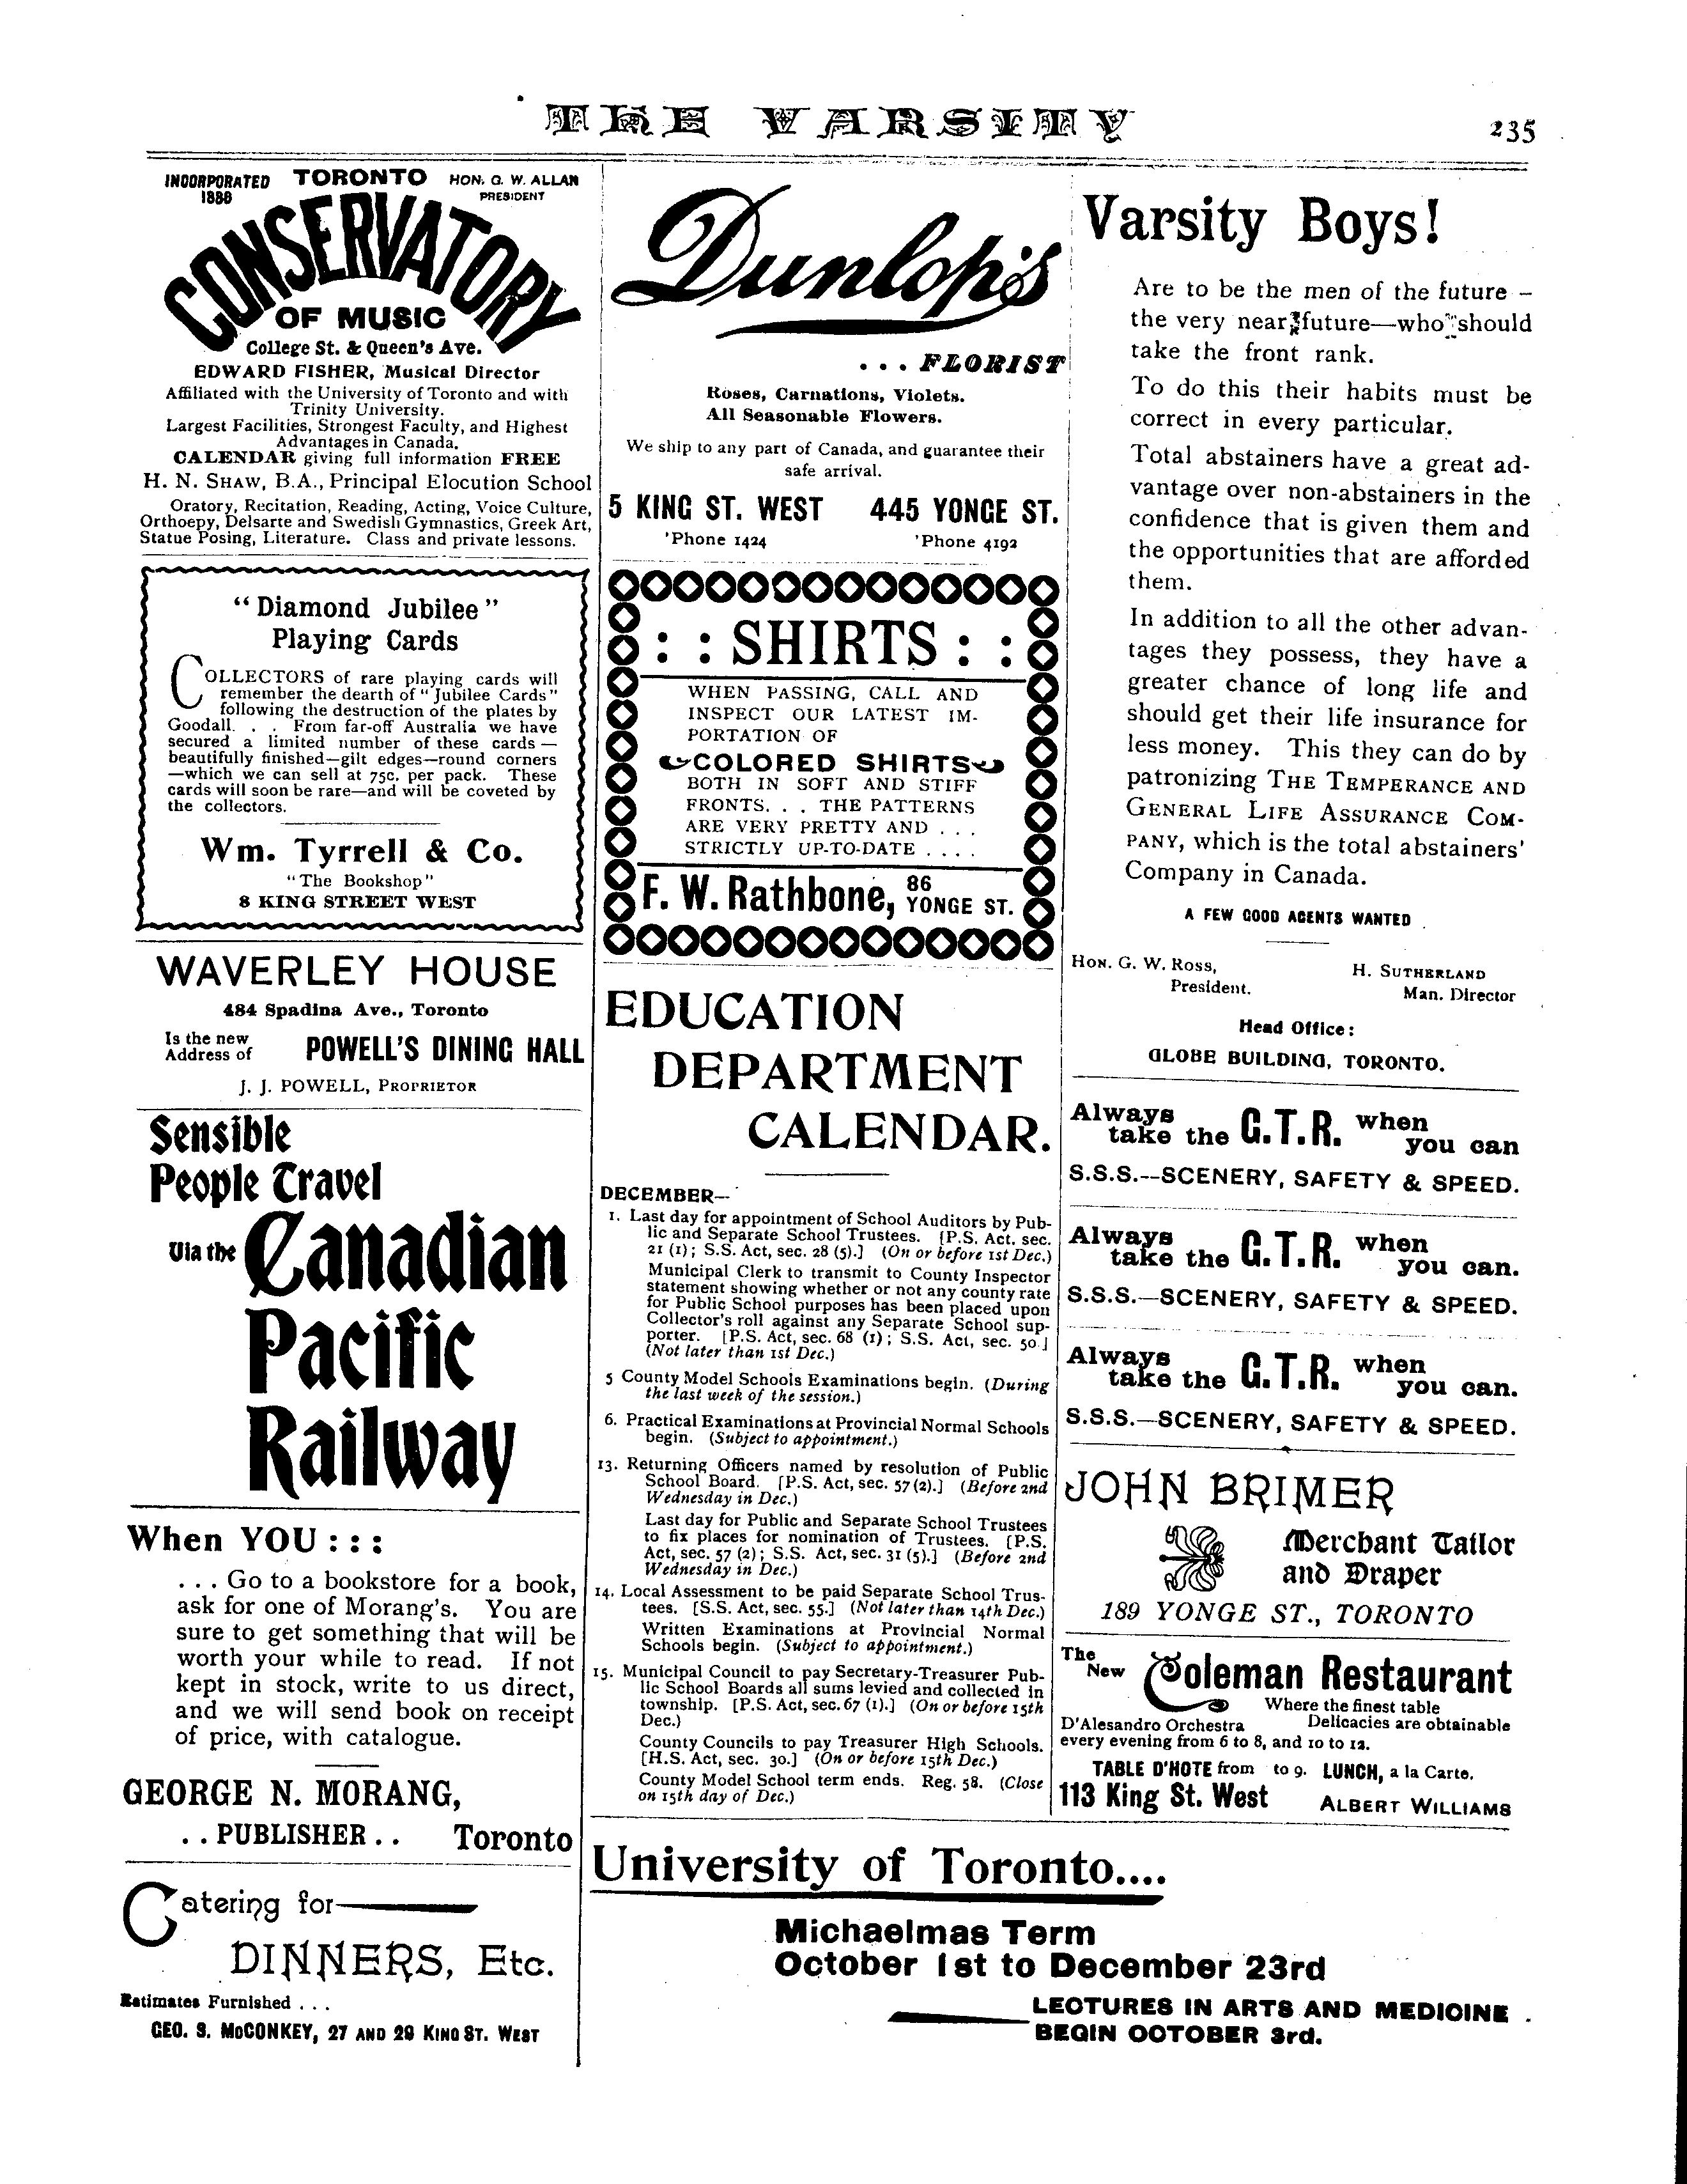 THE VARSITY
235
INCORPORATED 1886
TORONTO
HON. G. W. ALLAN
PRESIDENT
CONSERVATORY
OF MUSIC
College St. & Queen's Ave.
EDWARD FISHER, Musical Director
Affiliated with the University of Toronto and with
Trinity University.
Largest Facilities, Strongest Faculty, and Highest
Advantages in Canada.
CALENDAR giving full information FREE
H. N. SHAW, B.A., Principal Elocution School
Oratory, Recitation, Reading, Acting, Voice Culture,
Orthoepy, Delsarte and Swedish Gymnastics, Greek Art,
Statue Posing, Literature. Class and private lessons.
"Diamond Jubilee"
Playing Cards
COLLECTORS of rare playing cards will
remember the dearth of "Jubilee Cards"
following the destruction of the plates by
Goodall. . . From far-off Australia we have
secured a limited number of these cards —
beautifully finished—gilt edges—round corners
—which we can sell at 75c. per pack. These
cards will soon be rare—and will be coveted by
the collectors.
Wm. Tyrrell & Co.
"The Bookshop"
8 KING STREET WEST
WAVERLEY HOUSE
484 Spadina Ave., Toronto
Is the new
Address of POWELL'S DINING HALL
J. J. POWELL, PROPRIETOR
Sensible
People Travel
Via the Canadian
Pacific
Railway
When YOU : : :
. . . Go to a bookstore for a book,
ask for one of Morang's. You are
sure to get something that will be
worth your while to read. If not
kept in stock, write to us direct,
and we will send book on receipt
of price, with catalogue.
GEORGE N. MORANG,
. . PUBLISHER . . Toronto
Catering for
DINNERS, Etc.
Estimates Furnished . . .
GEO. S. McCONKEY, 27 AND 29 KING ST. WEST
Dunlop's
. . . FLORIST
Roses, Carnations, Violets.
All Seasonable Flowers.
We ship to any part of Canada, and guarantee their
safe arrival.
5 KING ST. WEST 445 YONGE ST.
'Phone 1424 'Phone 4192
: : SHIRTS : :
WHEN PASSING, CALL AND
INSPECT OUR LATEST IM-
PORTATION OF
COLORED SHIRTS
BOTH IN SOFT AND STIFF
FRONTS. . . THE PATTERNS
ARE VERY PRETTY AND . . .
STRICTLY UP-TO-DATE . . . .
F. W. Rathbone, 86 YONGE ST.
EDUCATION
DEPARTMENT
CALENDAR.
DECEMBER—
1. Last day for appointment of School Auditors by Pub-
lic and Separate School Trustees. [P.S. Act. sec.
21 (1); S.S. Act, sec. 28 (5).] (On or before 1st Dec.)
Municipal Clerk to transmit to County Inspector
statement showing whether or not any county rate
for Public School purposes has been placed upon
Collector's roll against any Separate School sup-
porter. [P.S. Act, sec. 68 (1); S.S. Act, sec. 50.]
(Not later than 1st Dec.)
5 County Model Schools Examinations begin. (During
the last week of the session.)
6. Practical Examinations at Provincial Normal Schools
begin. (Subject to appointment.)
13. Returning Officers named by resolution of Public
School Board. [P.S. Act, sec. 57 (2).] (Before 2nd
Wednesday in Dec.)
Last day for Public and Separate School Trustees
to fix places for nomination of Trustees. [P.S.
Act, sec. 57 (2); S.S. Act, sec. 31 (5).] (Before 2nd
Wednesday in Dec.)
14. Local Assessment to be paid Separate School Trus-
tees. [S.S. Act, sec. 55.] (Not later than 14th Dec.)
Written Examinations at Provincial Normal
Schools begin. (Subject to appointment.)
15. Municipal Council to pay Secretary-Treasurer Pub-
lic School Boards all sums levied and collected in
township. [P.S. Act, sec. 67 (1).] (On or before 15th
Dec.)
County Councils to pay Treasurer High Schools.
[H.S. Act, sec. 30.] (On or before 15th Dec.)
County Model School term ends. Reg. 58. (Close
on 15th day of Dec.)
Varsity Boys!
Are to be the men of the future –
the very near future—who should
take the front rank.
To do this their habits must be
correct in every particular.
Total abstainers have a great ad-
vantage over non-abstainers in the
confidence that is given them and
the opportunities that are afforded
them.
In addition to all the other advan-
tages they possess, they have a
greater chance of long life and
should get their life insurance for
less money. This they can do by
patronizing THE TEMPERANCE AND
GENERAL LIFE ASSURANCE COM-
PANY, which is the total abstainers'
Company in Canada.
A FEW GOOD AGENTS WANTED
HON. G. W. Ross, H. SUTHERLAND
President. Man. Director
Head Office:
GLOBE BUILDING, TORONTO.
Always take the G.T.R. when you can
S.S.S.--SCENERY, SAFETY & SPEED.
Always take the G.T.R. when you can.
S.S.S.—SCENERY, SAFETY & SPEED.
Always take the G.T.R. when you can.
S.S.S.—SCENERY, SAFETY & SPEED.
JOHN BRIMER
Merchant Tailor
and Draper
189 YONGE ST., TORONTO
The New Coleman Restaurant
Where the finest table
D'Alesandro Orchestra Delicacies are obtainable
every evening from 6 to 8, and 10 to 12.
TABLE D'HOTE from to 9. LUNCH, a la Carte.
113 King St. West ALBERT WILLIAMS
University of Toronto....
Michaelmas Term
October 1st to December 23rd
LECTURES IN ARTS AND MEDICINE
BEGIN OCTOBER 3rd.